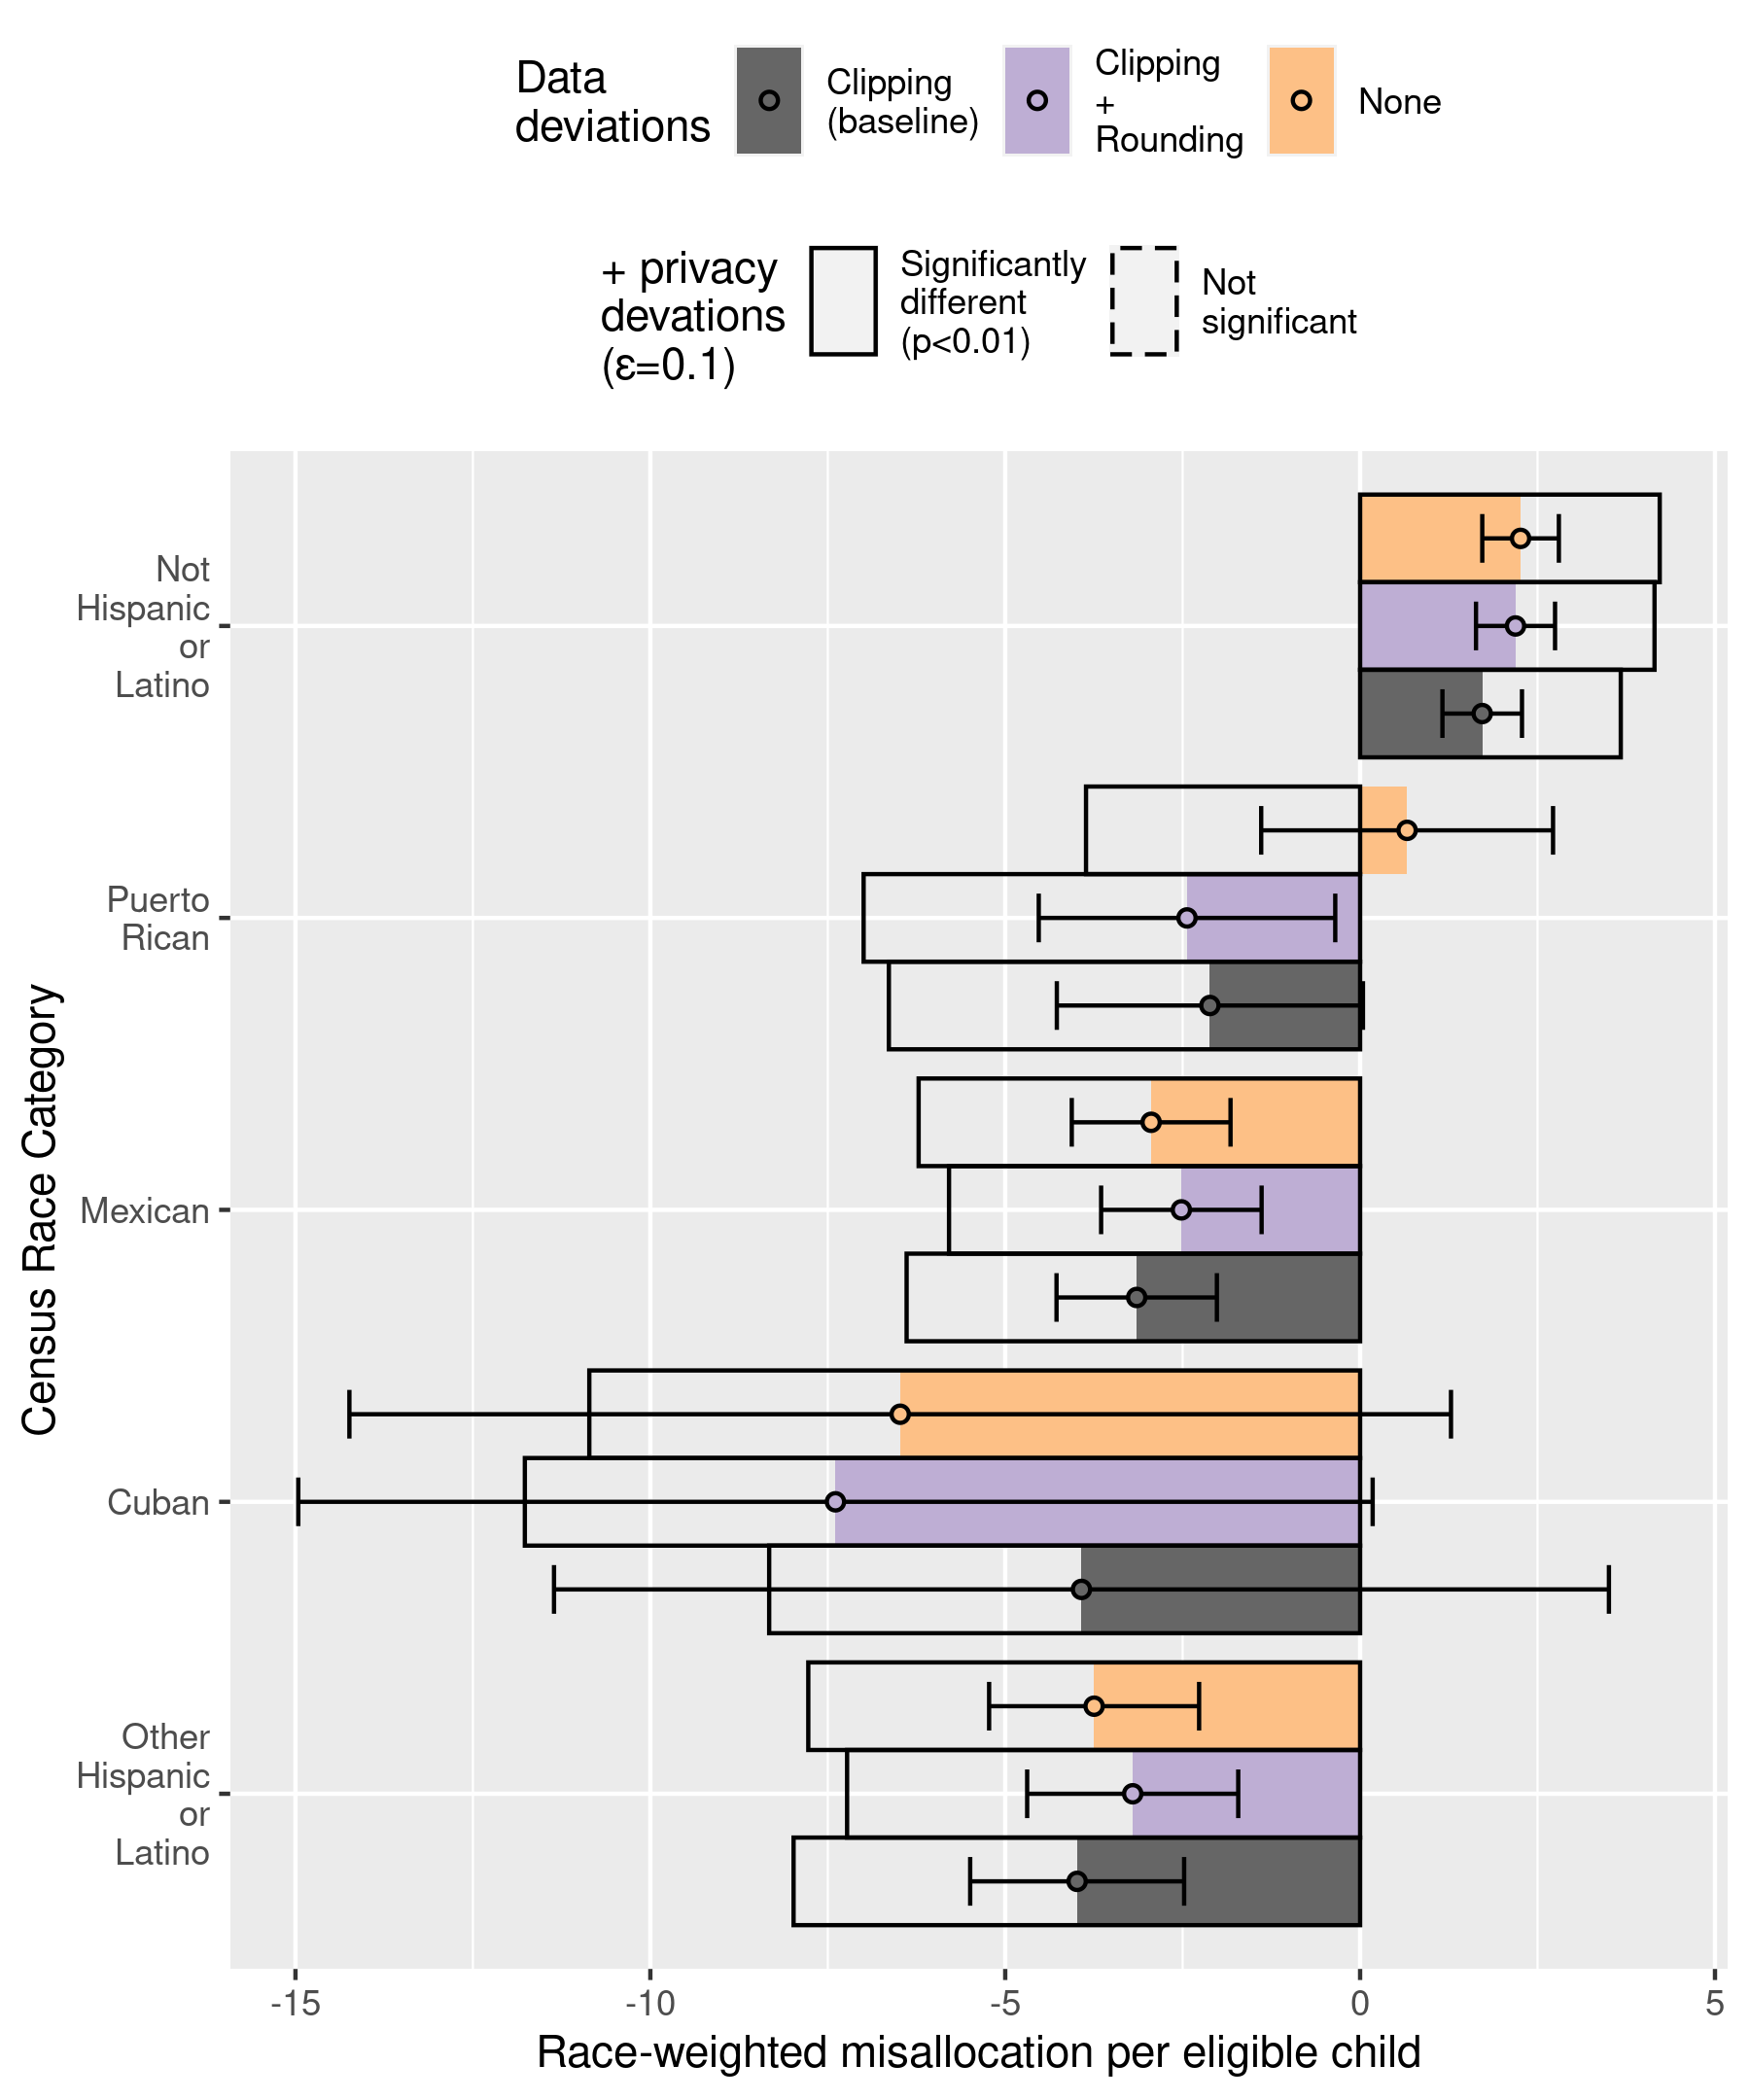 Data
deviations
Clipping
(baseline)
Clipping
+
Rounding
None
+ privacy
devations
(ε=0.1)
Significantly
different
(p<0.01)
Not
significant
Census Race Category
Not
Hispanic
or
Latino
Puerto
Rican
Mexican
Cuban
Other
Hispanic
or
Latino
-15
-10
-5
0
5
Race-weighted misallocation per eligible child